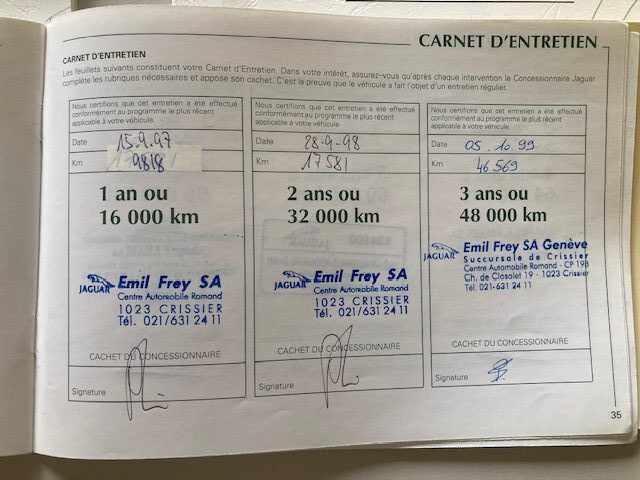 CARNET D'ENTRETIEN
CARNET D'ENTRETIEN
Les feuillets suivants constituent votre Carnet d'Entretien. Dans votre intérêt, assurez-vous qu'après chaque intervention le Concessionnaire Jaguar
complète les rubriques nécessaires et appose son cachet. C'est la preuve que le véhicule a fait l'objet d'un entretien régulier.
Nous certifions que cet entretien a été effectué
conformément au programme le plus récent
applicable à votre véhicule.
Date 15.9.97
Km 9818
1 an ou
16 000 km
JAGUAR Emil Frey SA
Centre Automobile Romand
1023 CRISSIER
Tél. 021/631 24 11
CACHET DU CONCESSIONNAIRE
Signature
Nous certifions que cet entretien a été effectué
conformément au programme le plus récent
applicable à votre véhicule.
Date 28-9-98
Km 17581
2 ans ou
32 000 km
JAGUAR Emil Frey SA
Centre Automobile Romand
1023 CRISSIER
Tél. 021/631 24 11
CACHET DU CONCESSIONNAIRE
Signature
Nous certifions que cet entretien a été effectué
conformément au programme le plus récent
applicable à votre véhicule.
Date 05.10.99
Km 46569
3 ans ou
48 000 km
JAGUAR Emil Frey SA Genève
Succursale de Crissier
Centre Automobile Romand - CP 198
Ch. de Closalet 19 - 1023 Crissier
Tél. 021-631 24 11
CACHET DU CONCESSIONNAIRE
Signature
35